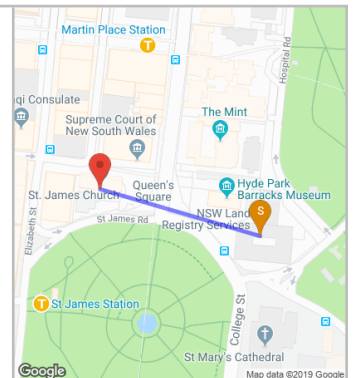 Martin Place Station
T
Hospital Rd
qi Consulate
Supreme Court of
New South Wales
The Mint
Elizabeth St
St. James Church
Queen's
Square
Hyde Park
Barracks Museum
NSW Land
Registry Services
S
St James Rd
T
St James Station
College St
St Mary's Cathedral
Google
Map data ©2019 Google